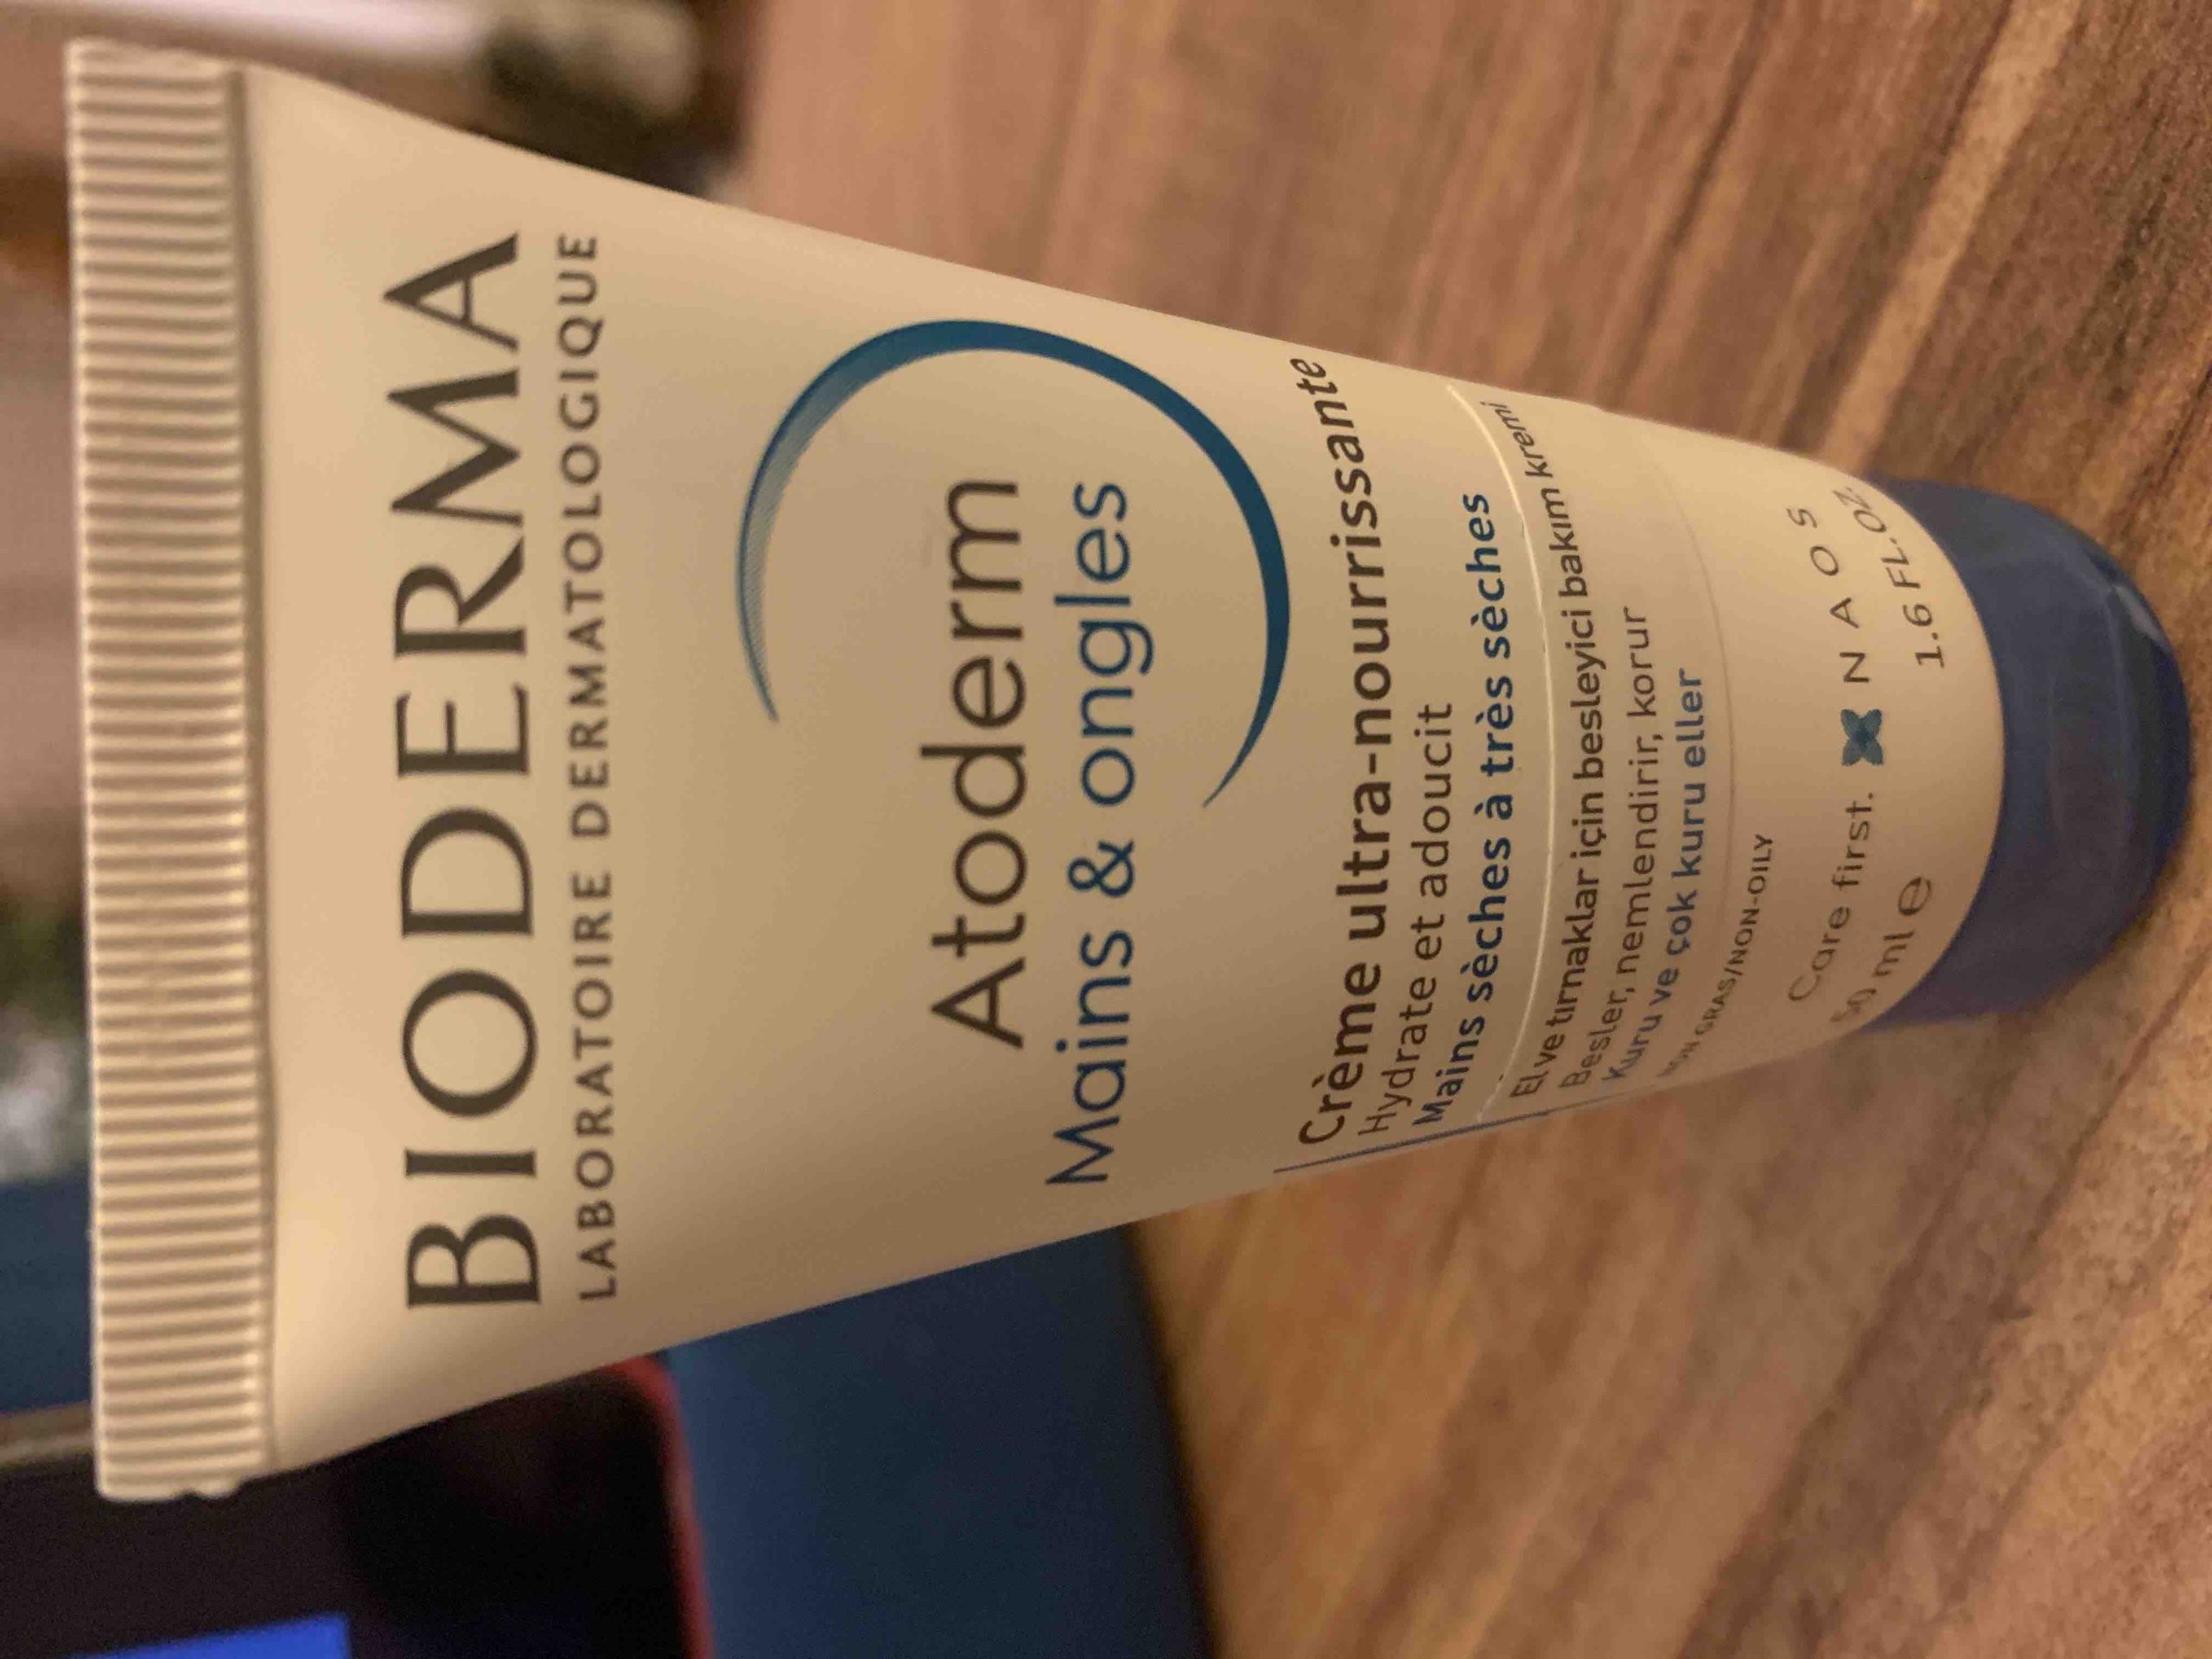 BIODERMA
LABORATOIRE DERMATOLOGIQUE
Atoderm
Mains & ongles
Crème ultra-nourrissante
Hydrate et adoucit
Mains sèches à très sèches
El ve tırnaklar için besleyici bakım kremi
Besler, nemlendirir, korur
Kuru ve çok kuru eller
NON GRAS/NON-OILY
Care first. NAOS
50 ml e 1.6 FL.OZ.